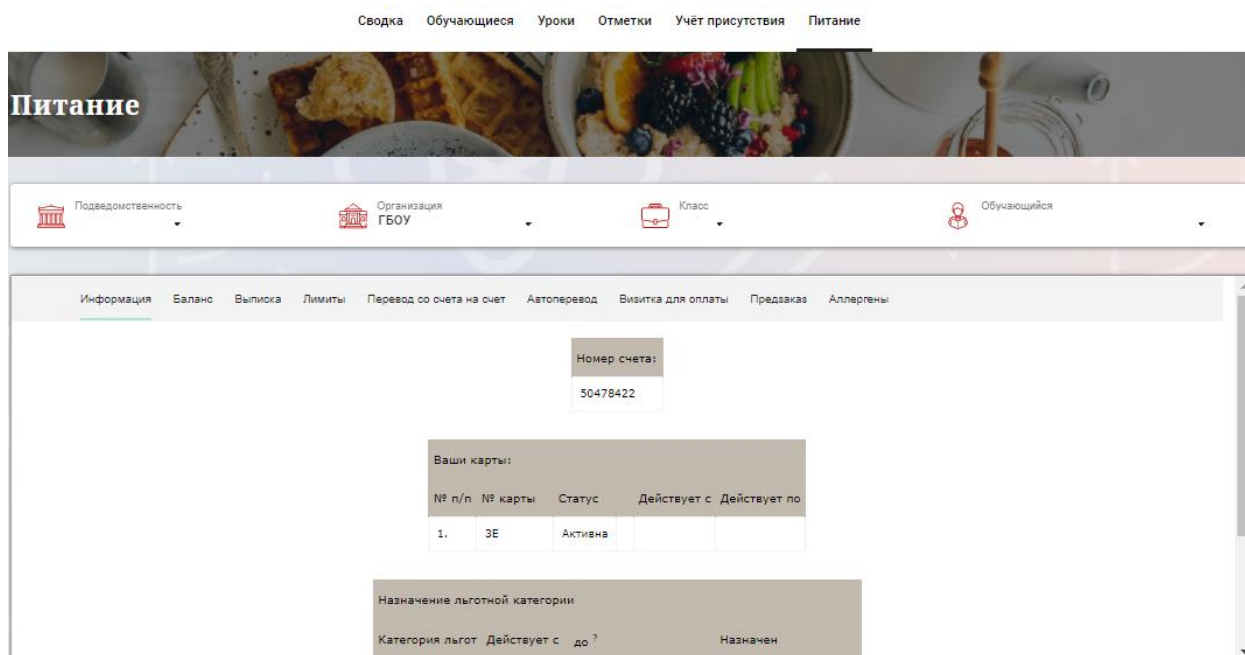 Сводка Обучающиеся Уроки Отметки Учёт присутствия Питание
Питание
Подведомственность
Организация
ГБОУ
Класс
Обучающийся
Информация Баланс Выписка Лимиты Перевод со счета на счет Автоперевод Визитка для оплаты Предзаказ Аллергены
Номер счета:
50478422
Ваши карты:
№ п/п № карты Статус Действует с Действует по
1. 3E Активна
Назначение льготной категории
Категория льгот Действует с до ? Назначен